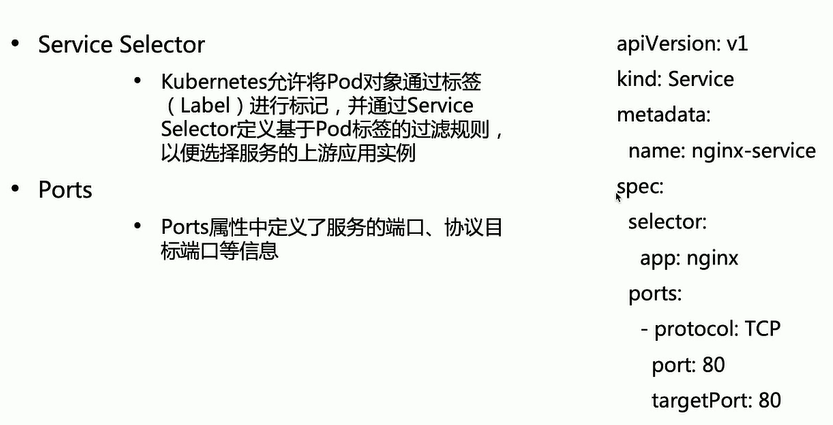 • Service Selector
• Kubernetes允许将Pod对象通过标签
（Label）进行标记，并通过Service
Selector定义基于Pod标签的过滤规则，
以便选择服务的上游应用实例
• Ports
• Ports属性中定义了服务的端口、协议目
标端口等信息
apiVersion: v1
kind: Service
metadata:
  name: nginx-service
spec:
  selector:
    app: nginx
  ports:
    - protocol: TCP
      port: 80
      targetPort: 80